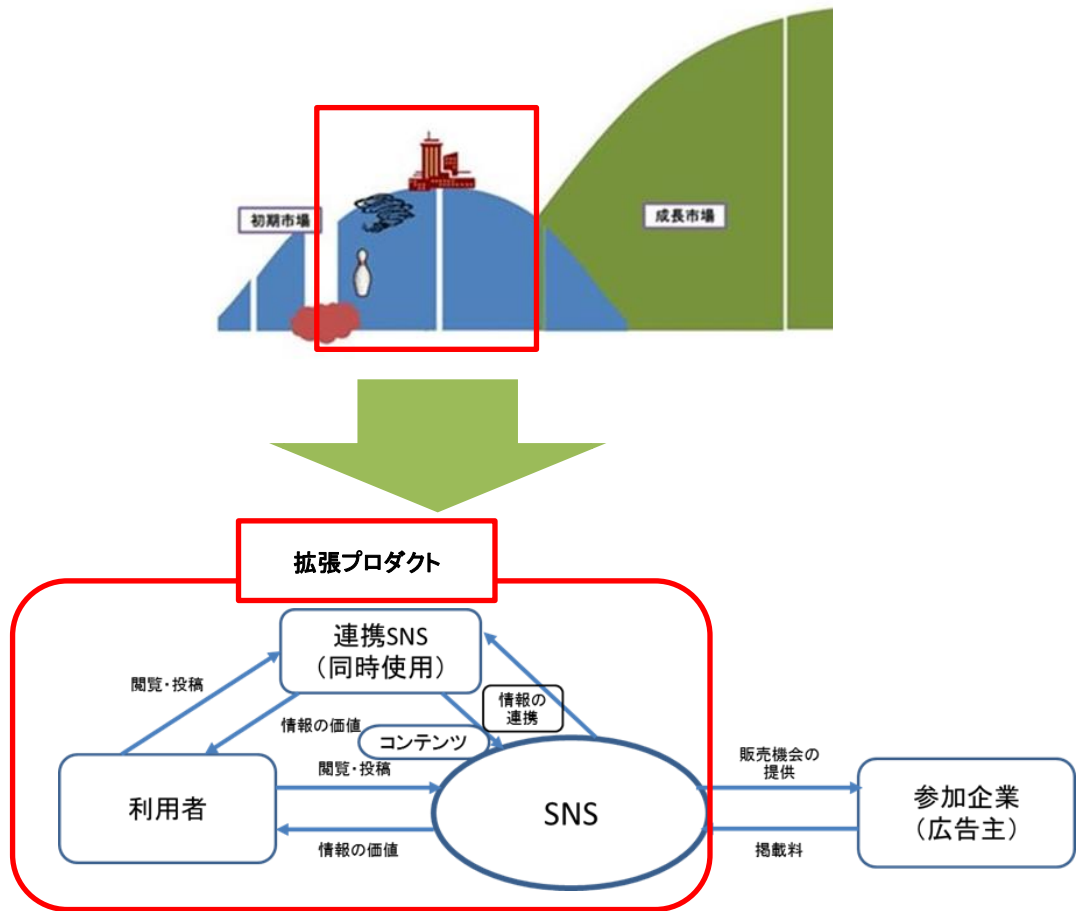 初期市場
成長市場
拡張プロダクト
連携SNS
（同時使用）
閲覧・投稿
情報の
連携
情報の価値
コンテンツ
閲覧・投稿
利用者
SNS
情報の価値
販売機会の
提供
参加企業
（広告主）
掲載料